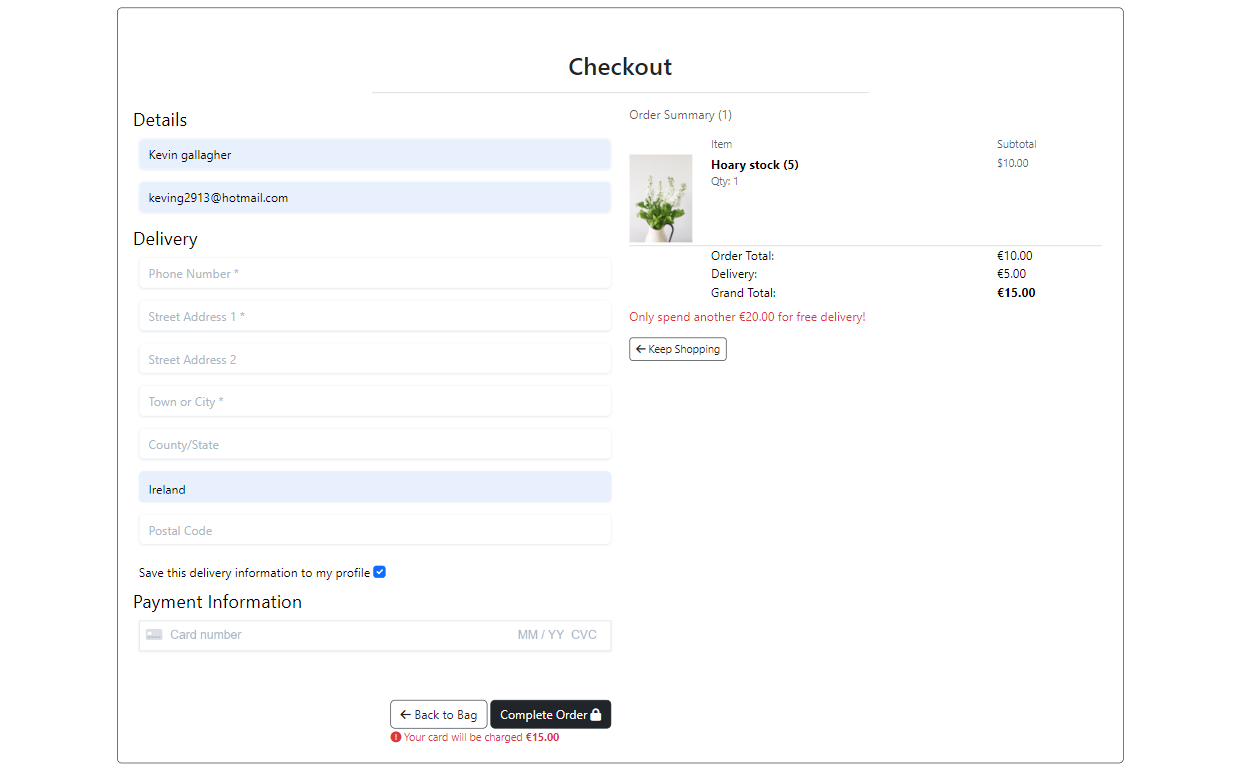 Checkout
Details
Kevin gallagher
keving2913@hotmail.com
Delivery
Phone Number *
Street Address 1 *
Street Address 2
Town or City *
County/State
Ireland
Postal Code
Save this delivery information to my profile
Payment Information
Card number MM / YY CVC
← Back to Bag Complete Order
Your card will be charged €15.00
Order Summary (1)
Item Subtotal
Hoary stock (5) $10.00
Qty: 1
Order Total: €10.00
Delivery: €5.00
Grand Total: €15.00
Only spend another €20.00 for free delivery!
← Keep Shopping